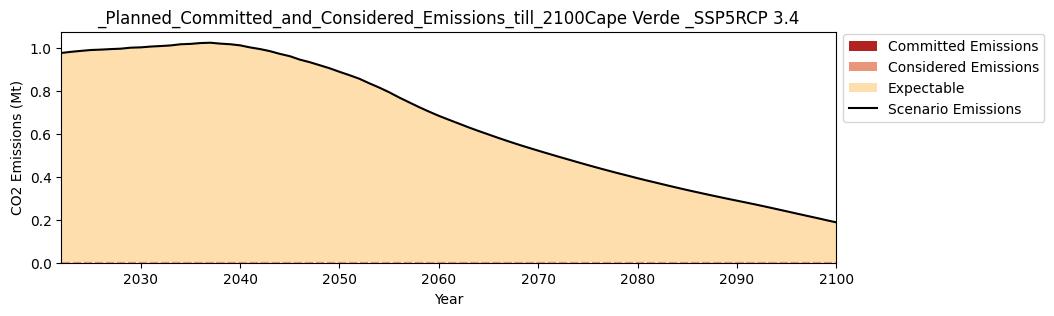 _Planned_Committed_and_Considered_Emissions_till_2100Cape Verde _SSP5RCP 3.4
Committed Emissions
Considered Emissions
Expectable
Scenario Emissions
CO2 Emissions (Mt)
1.0
0.8
0.6
0.4
0.2
0.0
2030 2040 2050 2060 2070 2080 2090 2100
Year